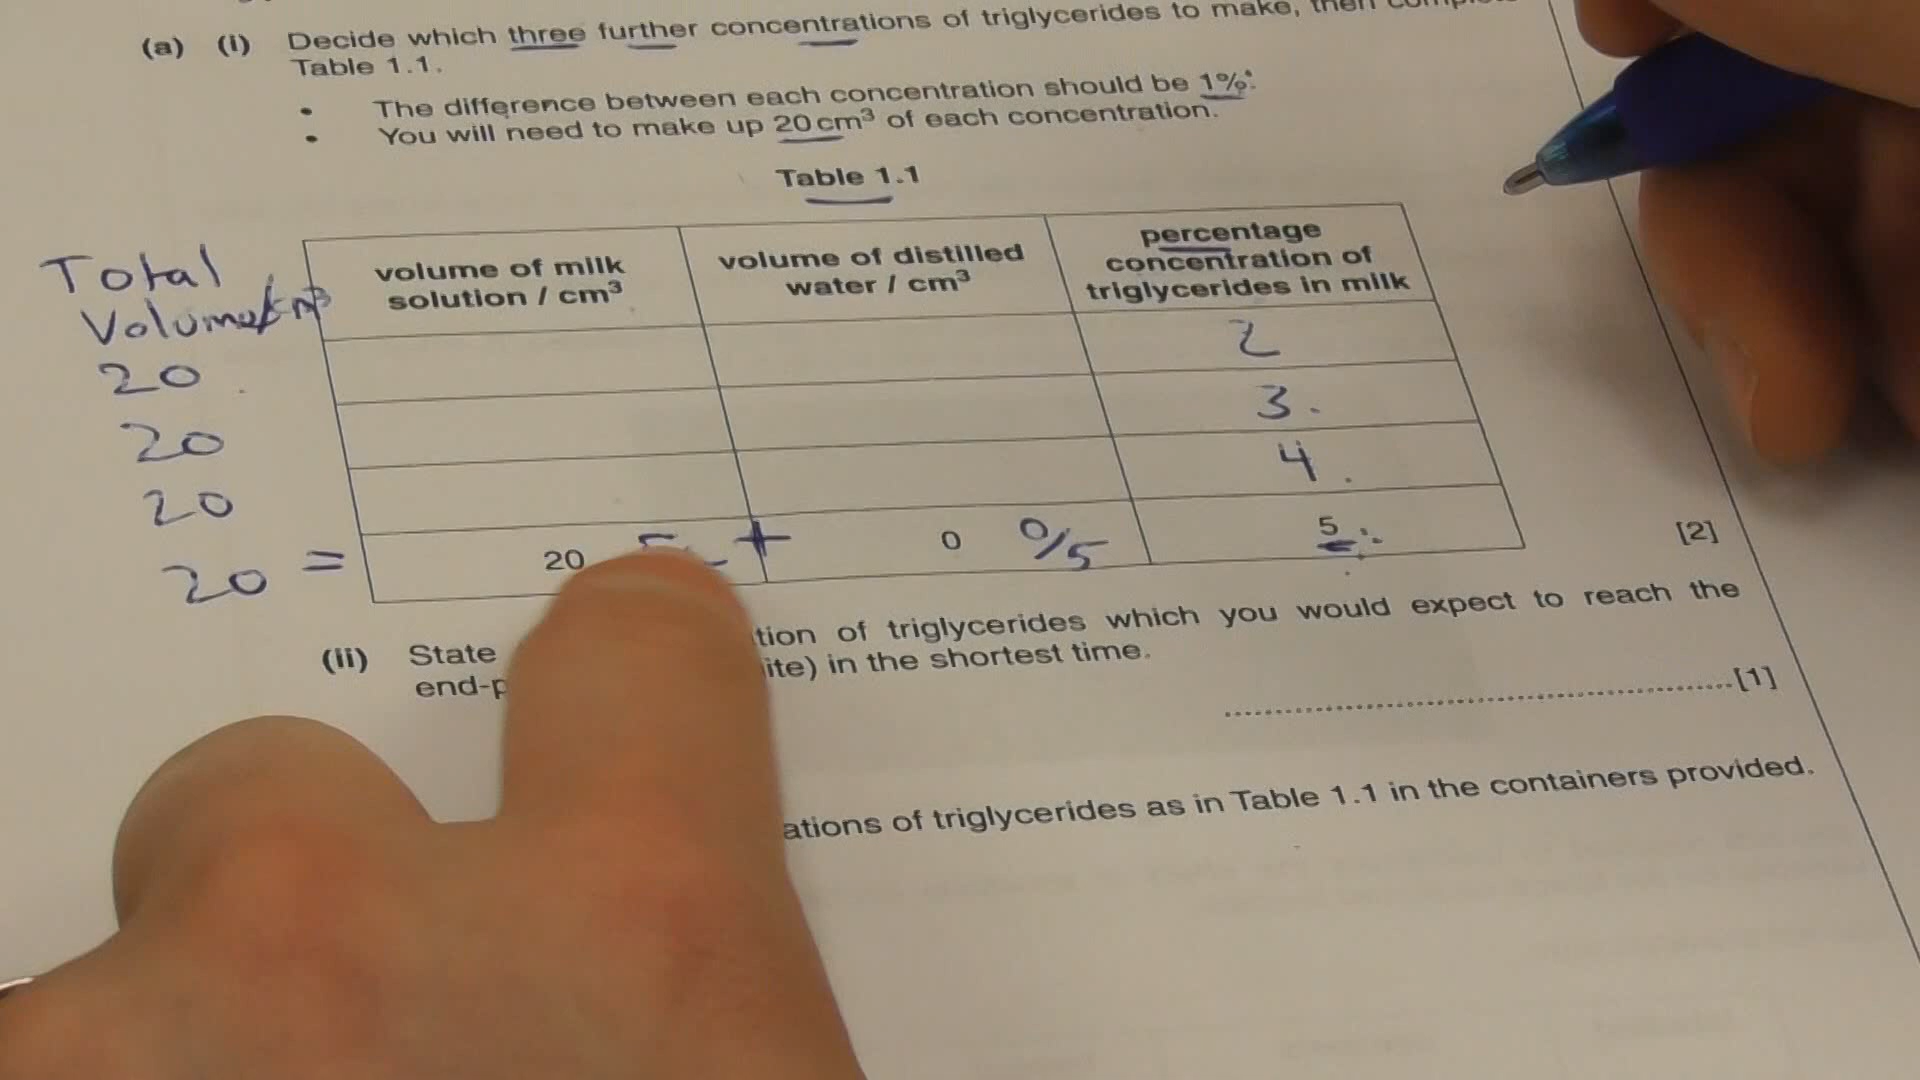 (a) (i) Decide which three further concentrations of triglycerides to make, then
Table 1.1.
• The difference between each concentration should be 1%.
• You will need to make up 20 cm³ of each concentration.
Table 1.1
Total
Volume
volume of milk
solution / cm³
volume of distilled
water / cm³
percentage
concentration of
triglycerides in milk
20 2
20 3.
20 4.
20 = 20 + 0 0/5 5
[2]
(ii) State tion of triglycerides which you would expect to reach the
end-p ite) in the shortest time.
[1]
ations of triglycerides as in Table 1.1 in the containers provided.